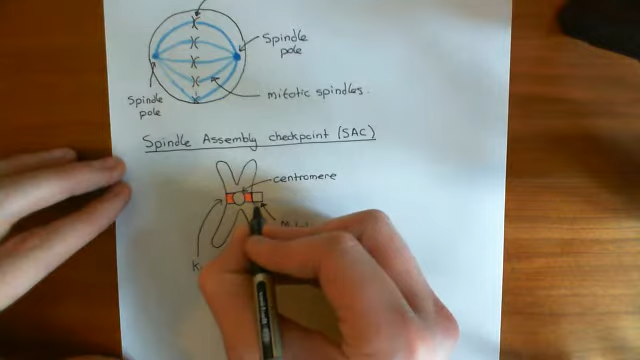 Spindle
pole
mitotic spindles.
Spindle
pole
Spindle Assembly checkpoint (SAC)
centromere